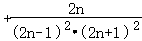 + 2n / ((2n-1)²•(2n+1)²)